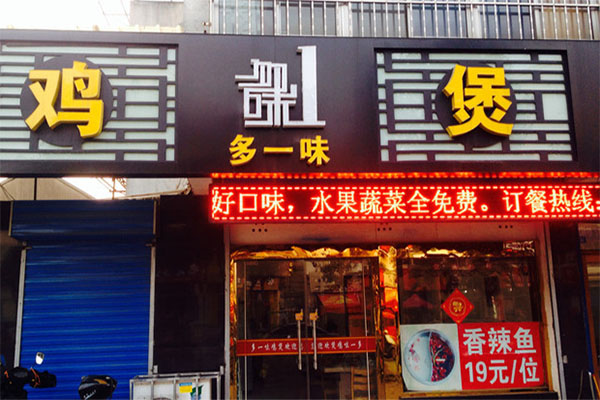 鸡 煲
多一味
好口味，水果蔬菜全免费。订餐热线:
香辣鱼
19元/位